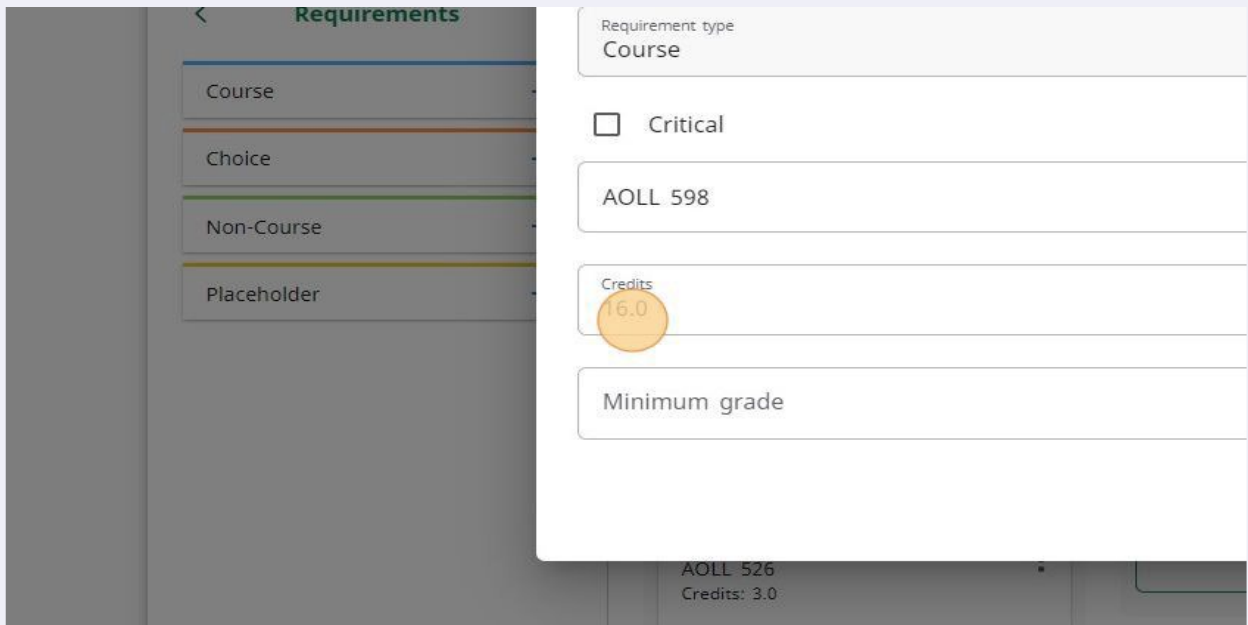 Requirements
Course
Choice
Non-Course
Placeholder
Requirement type
Course
Critical
AOLL 598
Credits
16.0
Minimum grade
AOLL 526
Credits: 3.0